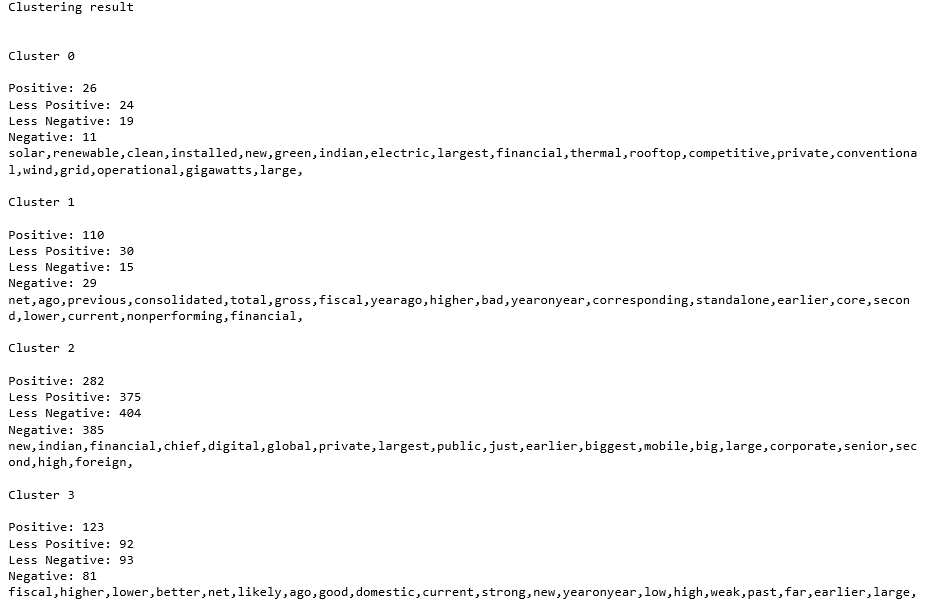 Clustering result
Cluster 0
Positive: 26
Less Positive: 24
Less Negative: 19
Negative: 11
solar,renewable,clean,installed,new,green,indian,electric,largest,financial,thermal,rooftop,competitive,private,conventiona
l,wind,grid,operational,gigawatts,large,
Cluster 1
Positive: 110
Less Positive: 30
Less Negative: 15
Negative: 29
net,ago,previous,consolidated,total,gross,fiscal,yearago,higher,bad,yearonyear,corresponding,standalone,earlier,core,secon
d,lower,current,nonperforming,financial,
Cluster 2
Positive: 282
Less Positive: 375
Less Negative: 404
Negative: 385
new,indian,financial,chief,digital,global,private,largest,public,just,earlier,biggest,mobile,big,large,corporate,senior,sec
ond,high,foreign,
Cluster 3
Positive: 123
Less Positive: 92
Less Negative: 93
Negative: 81
fiscal,higher,lower,better,net,likely,ago,good,domestic,current,strong,new,yearonyear,low,high,weak,past,far,earlier,large,